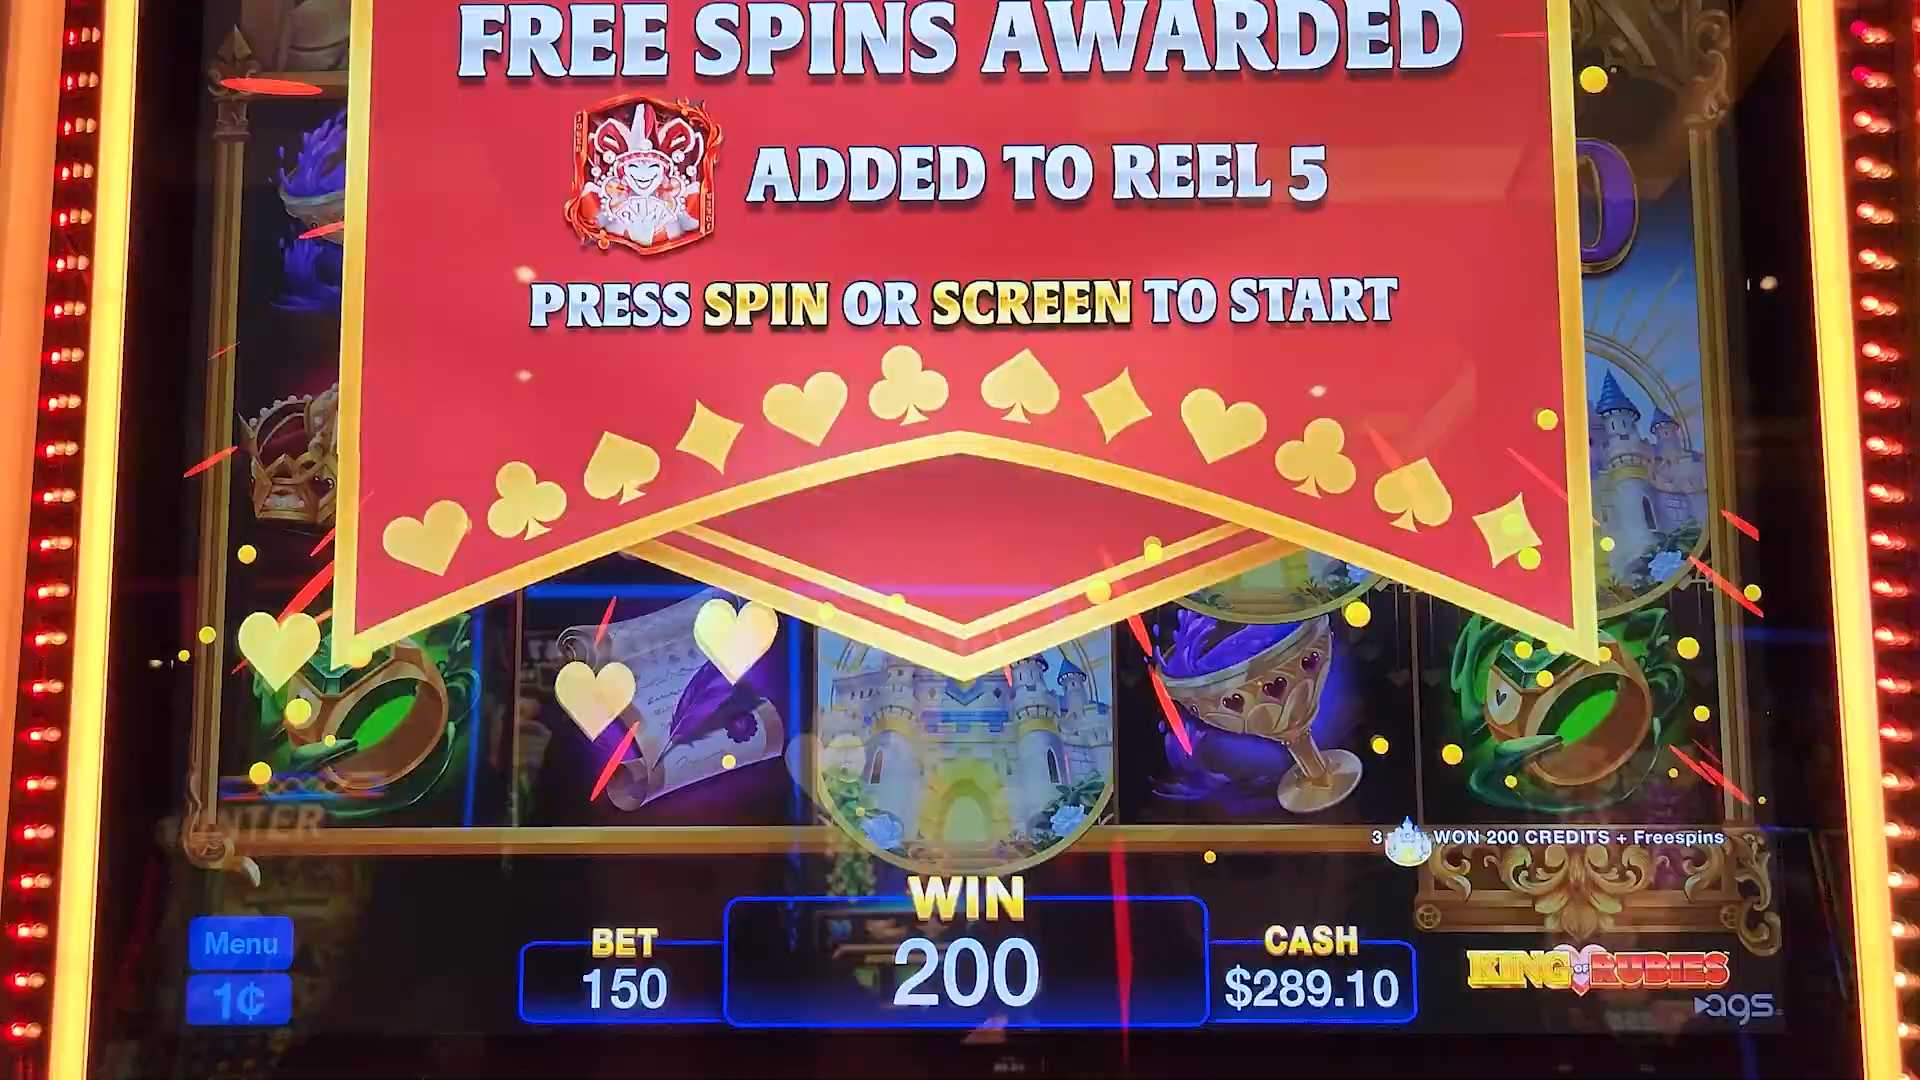 FREE SPINS AWARDED
ADDED TO REEL 5
PRESS SPIN OR SCREEN TO START
3 WON 200 CREDITS + Freespins
Menu
1¢
BET
150
WIN
200
CASH
$289.10
KING OF RUBIES
ags